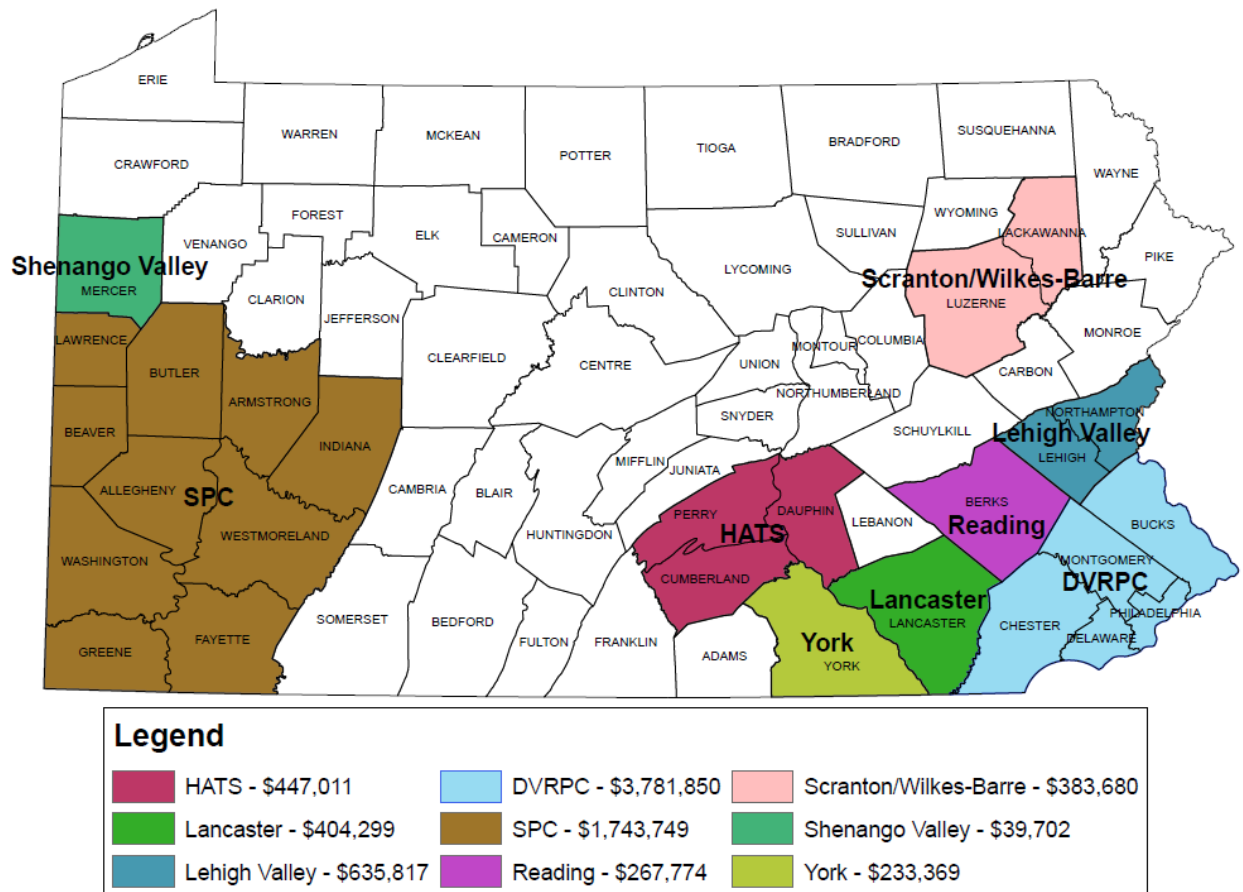 ERIE
WARREN
MCKEAN
POTTER
TIOGA
BRADFORD
SUSQUEHANNA
CRAWFORD
WAYNE
FOREST
WYOMING
LACKAWANNA
VENANGO
ELK
CAMERON
SULLIVAN
PIKE
Shenango Valley
MERCER
LYCOMING
Scranton/Wilkes-Barre
CLARION
CLINTON
LUZERNE
JEFFERSON
LAWRENCE
CLEARFIELD
CENTRE
UNION
MONTOUR
COLUMBIA
MONROE
BUTLER
CARBON
ARMSTRONG
NORTHUMBERLAND
SNYDER
NORTHAMPTON
BEAVER
INDIANA
SCHUYLKILL
Lehigh Valley
LEHIGH
MIFFLIN
JUNIATA
ALLEGHENY
SPC
CAMBRIA
BLAIR
PERRY
DAUPHIN
LEBANON
BERKS
Reading
BUCKS
HUNTINGDON
HATS
WESTMORELAND
WASHINGTON
CUMBERLAND
MONTGOMERY
DVRPC
Lancaster
LANCASTER
PHILADELPHIA
SOMERSET
BEDFORD
CHESTER
FAYETTE
FULTON
FRANKLIN
York
DELAWARE
GREENE
ADAMS
YORK
Legend
HATS - $447,011
DVRPC - $3,781,850
Scranton/Wilkes-Barre - $383,680
Lancaster - $404,299
SPC - $1,743,749
Shenango Valley - $39,702
Lehigh Valley - $635,817
Reading - $267,774
York - $233,369